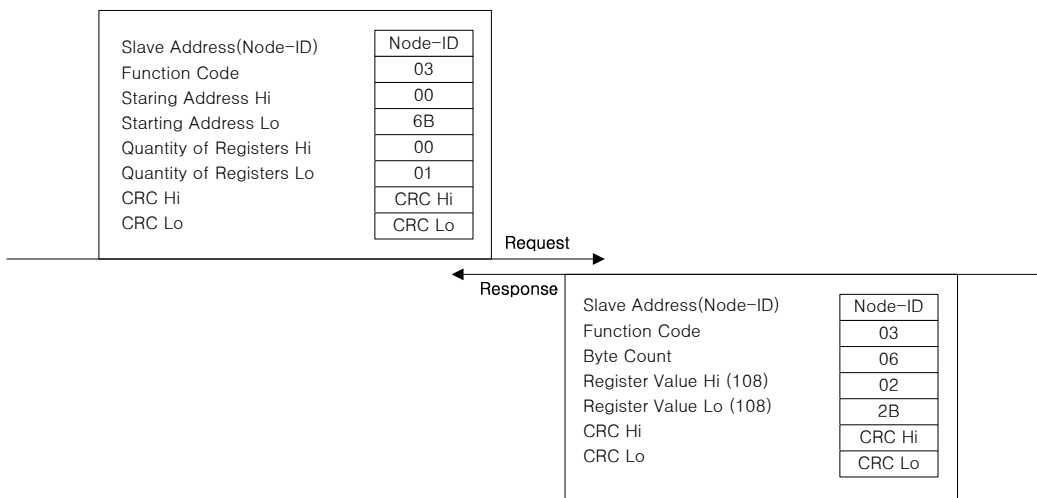 Slave Address(Node-ID) Node-ID
Function Code 03
Staring Address Hi 00
Starting Address Lo 6B
Quantity of Registers Hi 00
Quantity of Registers Lo 01
CRC Hi CRC Hi
CRC Lo CRC Lo
Request
Response
Slave Address(Node-ID) Node-ID
Function Code 03
Byte Count 06
Register Value Hi (108) 02
Register Value Lo (108) 2B
CRC Hi CRC Hi
CRC Lo CRC Lo